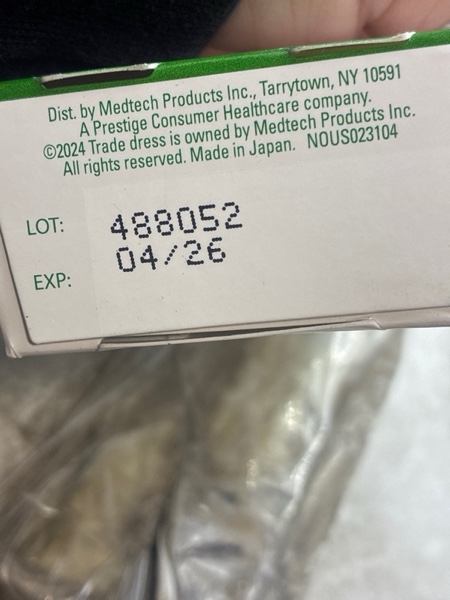 Dist. by Medtech Products Inc., Tarrytown, NY 10591
A Prestige Consumer Healthcare company.
©2024 Trade dress is owned by Medtech Products Inc.
All rights reserved. Made in Japan. NOUS023104
LOT: 488052
EXP: 04/26